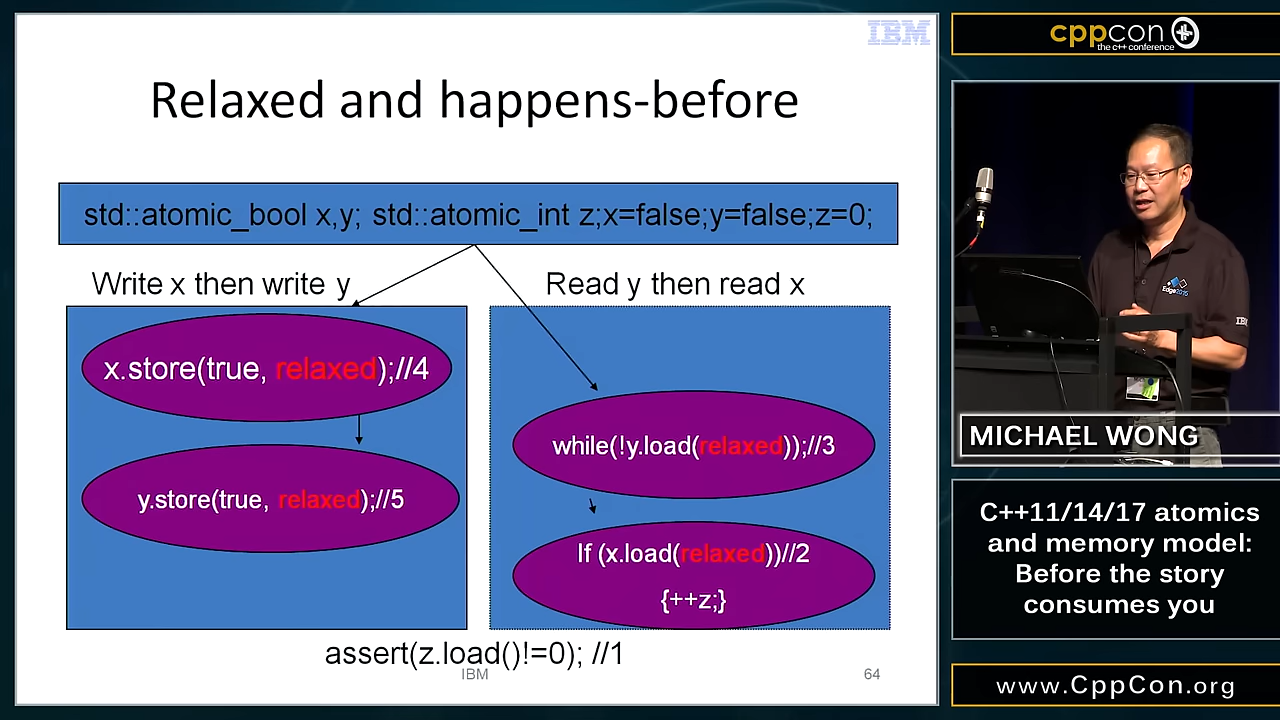 IBM
Relaxed and happens-before
std::atomic_bool x,y; std::atomic_int z;x=false;y=false;z=0;
Write x then write y
Read y then read x
x.store(true, relaxed);//4
y.store(true, relaxed);//5
while(!y.load(relaxed));//3
If (x.load(relaxed))//2
{++z;}
assert(z.load()!=0); //1
IBM
64
cppcon
the c++ conference
Edge2015
IBM
MICHAEL WONG
C++11/14/17 atomics
and memory model:
Before the story
consumes you
www.CppCon.org